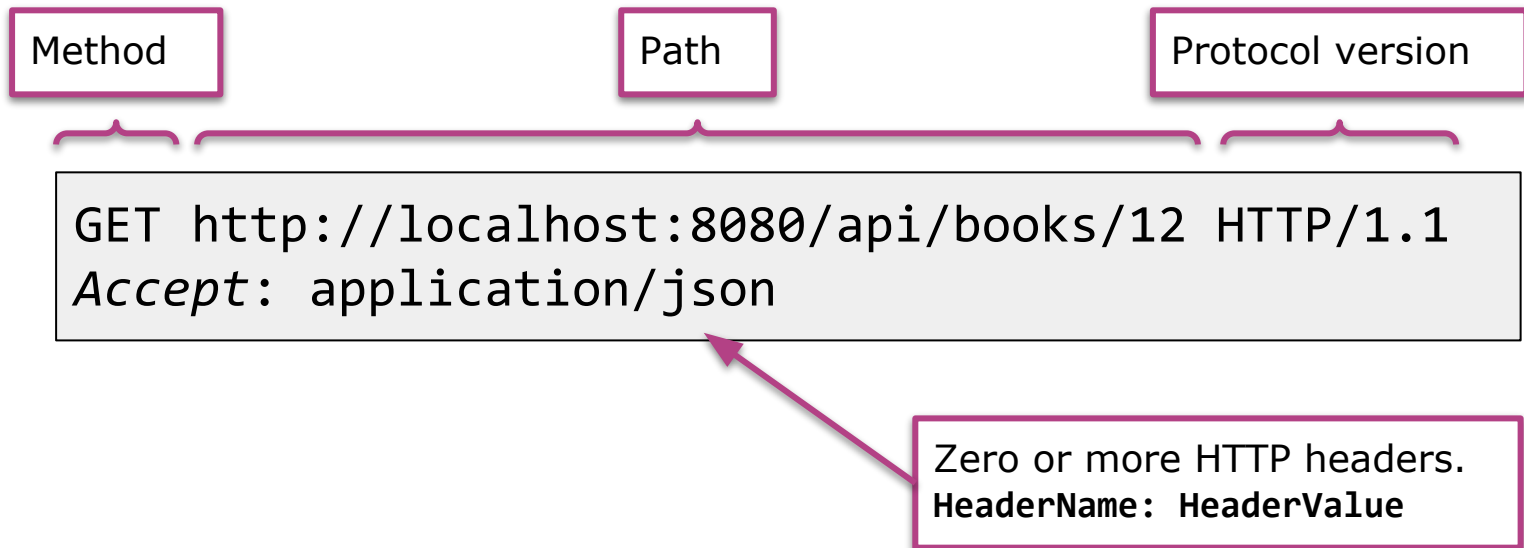 Method
Path
Protocol version
GET http://localhost:8080/api/books/12 HTTP/1.1
Accept: application/json
Zero or more HTTP headers.
HeaderName: HeaderValue